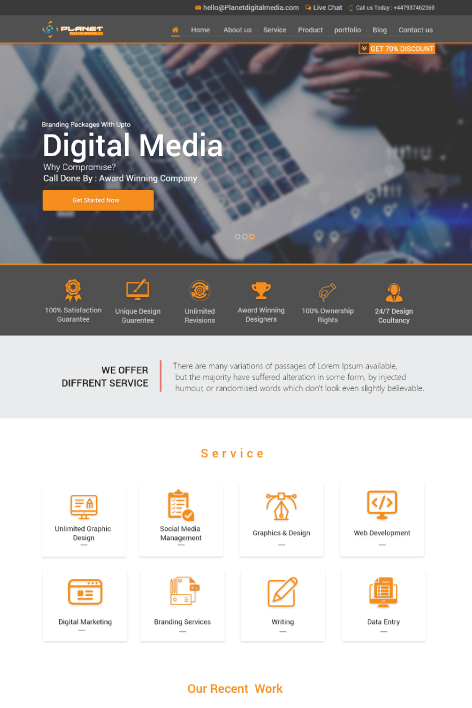 hello@Planetdigitalmedia.com Live Chat Call us Today : +447937462369
PLANET
Home About us Service Product portfolio Blog Contact us
GET 70% DISCOUNT
Branding Packages With Upto
Digital Media
Why Compromise?
Call Done By : Award Winning Company
Get Started Now
100% Satisfaction
Guarantee
Unique Design
Guarentee
Unlimited
Revisions
Award Winning
Designers
100% Ownership
Rights
24/7 Design
Coultancy
WE OFFER
DIFFRENT SERVICE
There are many variations of passages of Lorem Ipsum available,
but the majority have suffered alteration in some form, by injected
humour, or randomised words which don't look even slightly believable.
Service
Unlimited Graphic
Design
Social Media
Management
Graphics & Design
Web Development
Digital Marketing
Branding Services
Writing
Data Entry
Our Recent Work